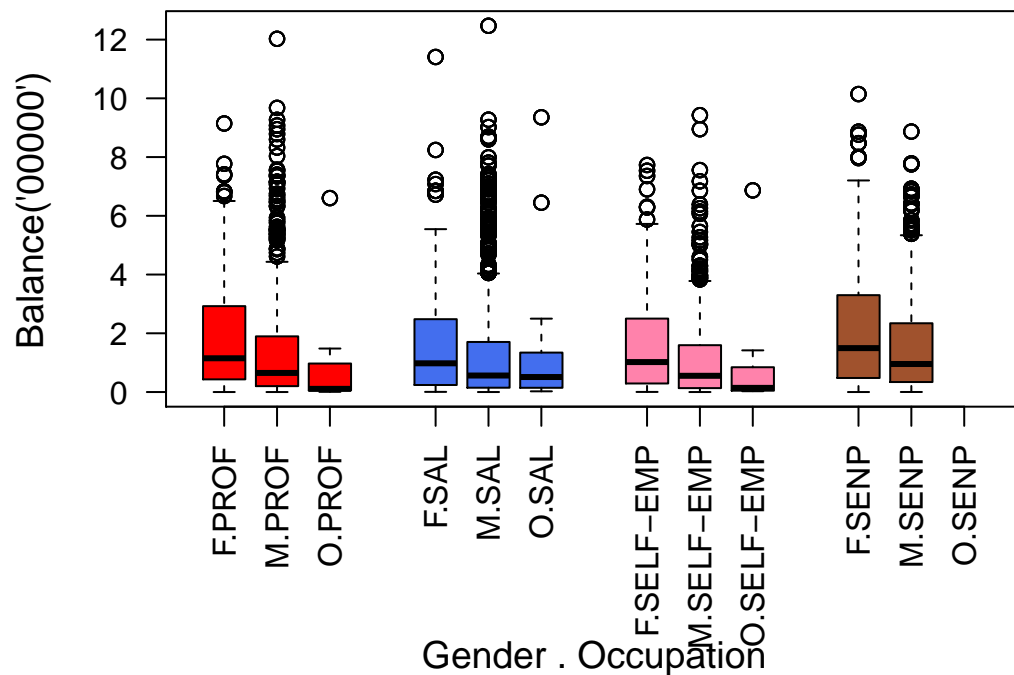 Balance('00000')
12
10
8
6
4
2
0
F.PROF
M.PROF
O.PROF
F.SAL
M.SAL
O.SAL
F.SELF−EMP
M.SELF−EMP
O.SELF−EMP
F.SENP
M.SENP
O.SENP
Gender . Occupation